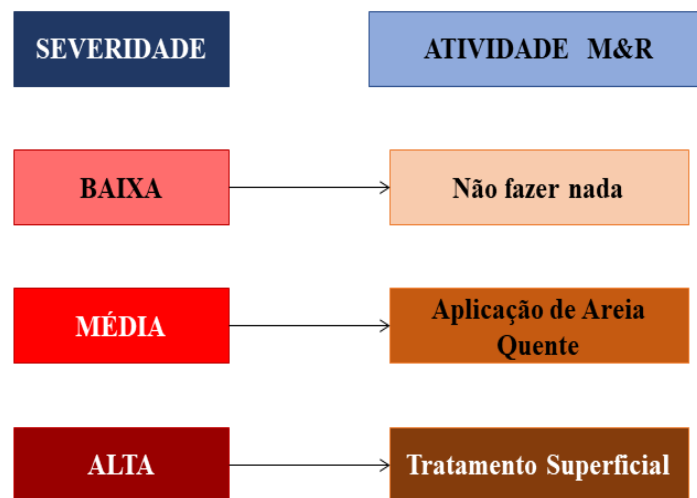 SEVERIDADE
ATIVIDADE M&R
BAIXA
Não fazer nada
MÉDIA
Aplicação de Areia
Quente
ALTA
Tratamento Superficial